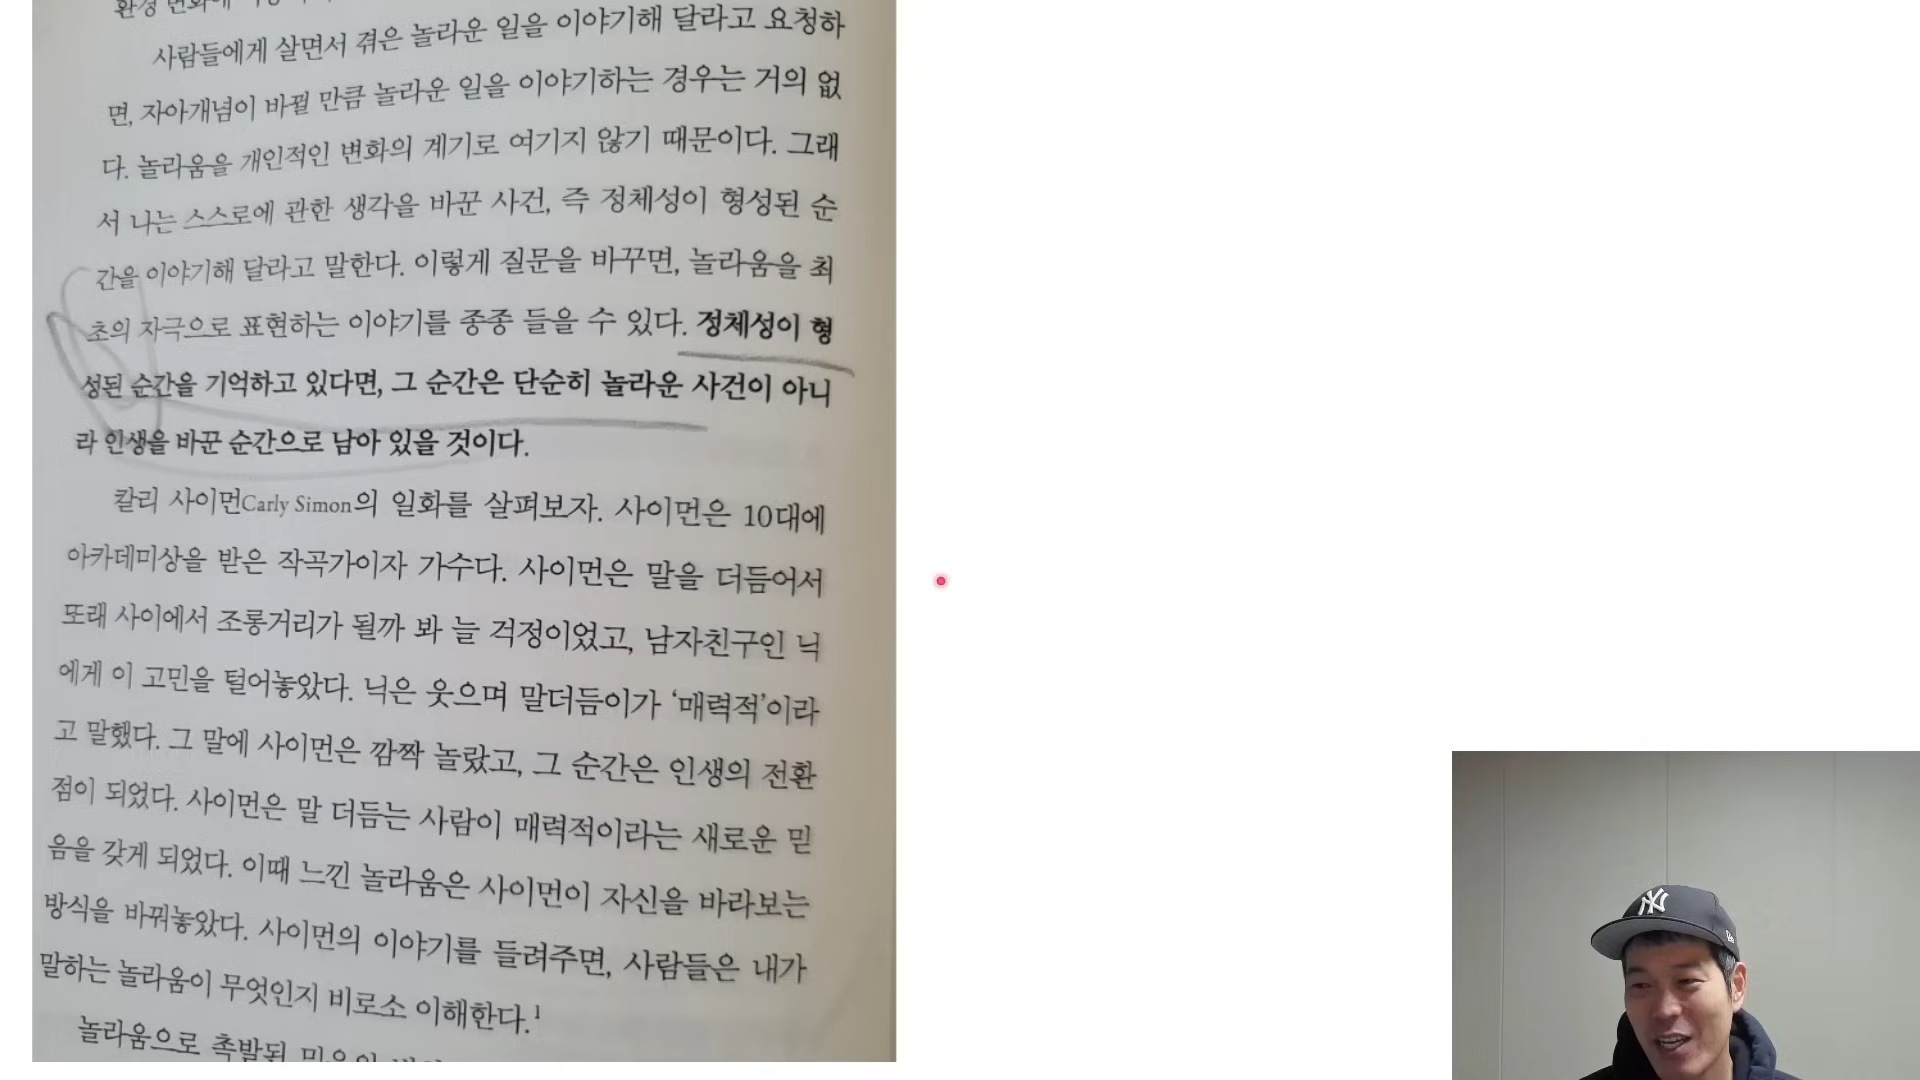 사람들에게 살면서 겪은 놀라운 일을 이야기해 달라고 요청하
면, 자아개념이 바뀔 만큼 놀라운 일을 이야기하는 경우는 거의 없
다. 놀라움을 개인적인 변화의 계기로 여기지 않기 때문이다. 그래
서 나는 스스로에 관한 생각을 바꾼 사건, 즉 정체성이 형성된 순
간을 이야기해 달라고 말한다. 이렇게 질문을 바꾸면, 놀라움을 최
초의 자극으로 표현하는 이야기를 종종 들을 수 있다. 정체성이 형
성된 순간을 기억하고 있다면, 그 순간은 단순히 놀라운 사건이 아니
라 인생을 바꾼 순간으로 남아 있을 것이다.
칼리 사이먼Carly Simon의 일화를 살펴보자. 사이먼은 10대에
아카데미상을 받은 작곡가이자 가수다. 사이먼은 말을 더듬어서
또래 사이에서 조롱거리가 될까 봐 늘 걱정이었고, 남자친구인 닉
에게 이 고민을 털어놓았다. 닉은 웃으며 말더듬이가 ‘매력적’이라
고 말했다. 그 말에 사이먼은 깜짝 놀랐고, 그 순간은 인생의 전환
점이 되었다. 사이먼은 말 더듬는 사람이 매력적이라는 새로운 믿
음을 갖게 되었다. 이때 느낀 놀라움은 사이먼이 자신을 바라보는
방식을 바꿔놓았다. 사이먼의 이야기를 들려주면, 사람들은 내가
말하는 놀라움이 무엇인지 비로소 이해한다.1
놀라움으로 촉발된
NY